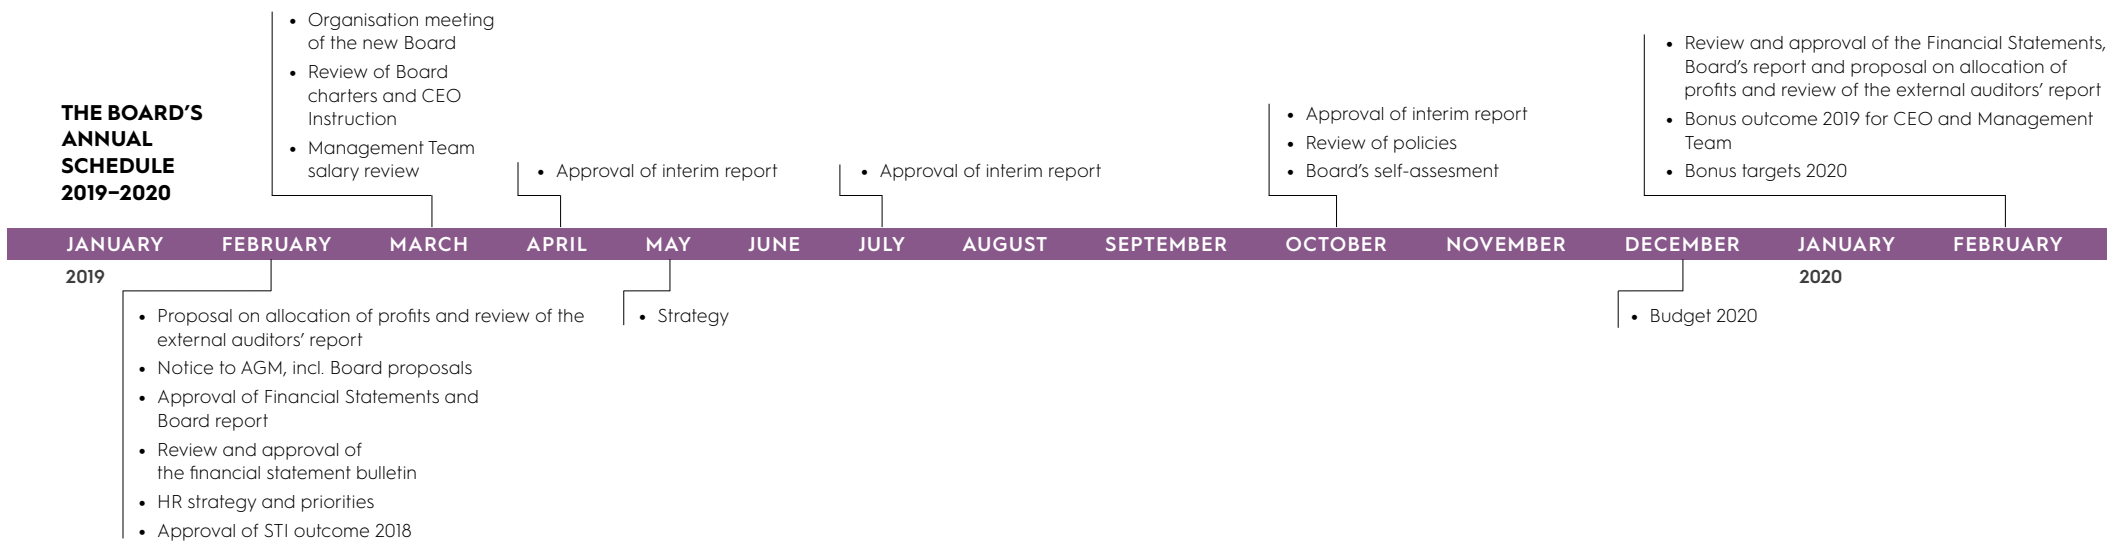 THE BOARD'S
ANNUAL
SCHEDULE
2019–2020
• Organisation meeting
of the new Board
• Review of Board
charters and CEO
Instruction
• Management Team
salary review
• Approval of interim report
• Approval of interim report
• Approval of interim report
• Review of policies
• Board's self-assesment
• Review and approval of the Financial Statements,
Board's report and proposal on allocation of
profits and review of the external auditors' report
• Bonus outcome 2019 for CEO and Management
Team
• Bonus targets 2020
JANUARY FEBRUARY MARCH APRIL MAY JUNE JULY AUGUST SEPTEMBER OCTOBER NOVEMBER DECEMBER JANUARY FEBRUARY
2019 2020
• Proposal on allocation of profits and review of the
external auditors' report
• Notice to AGM, incl. Board proposals
• Approval of Financial Statements and
Board report
• Review and approval of
the financial statement bulletin
• HR strategy and priorities
• Approval of STI outcome 2018
• Strategy
• Budget 2020